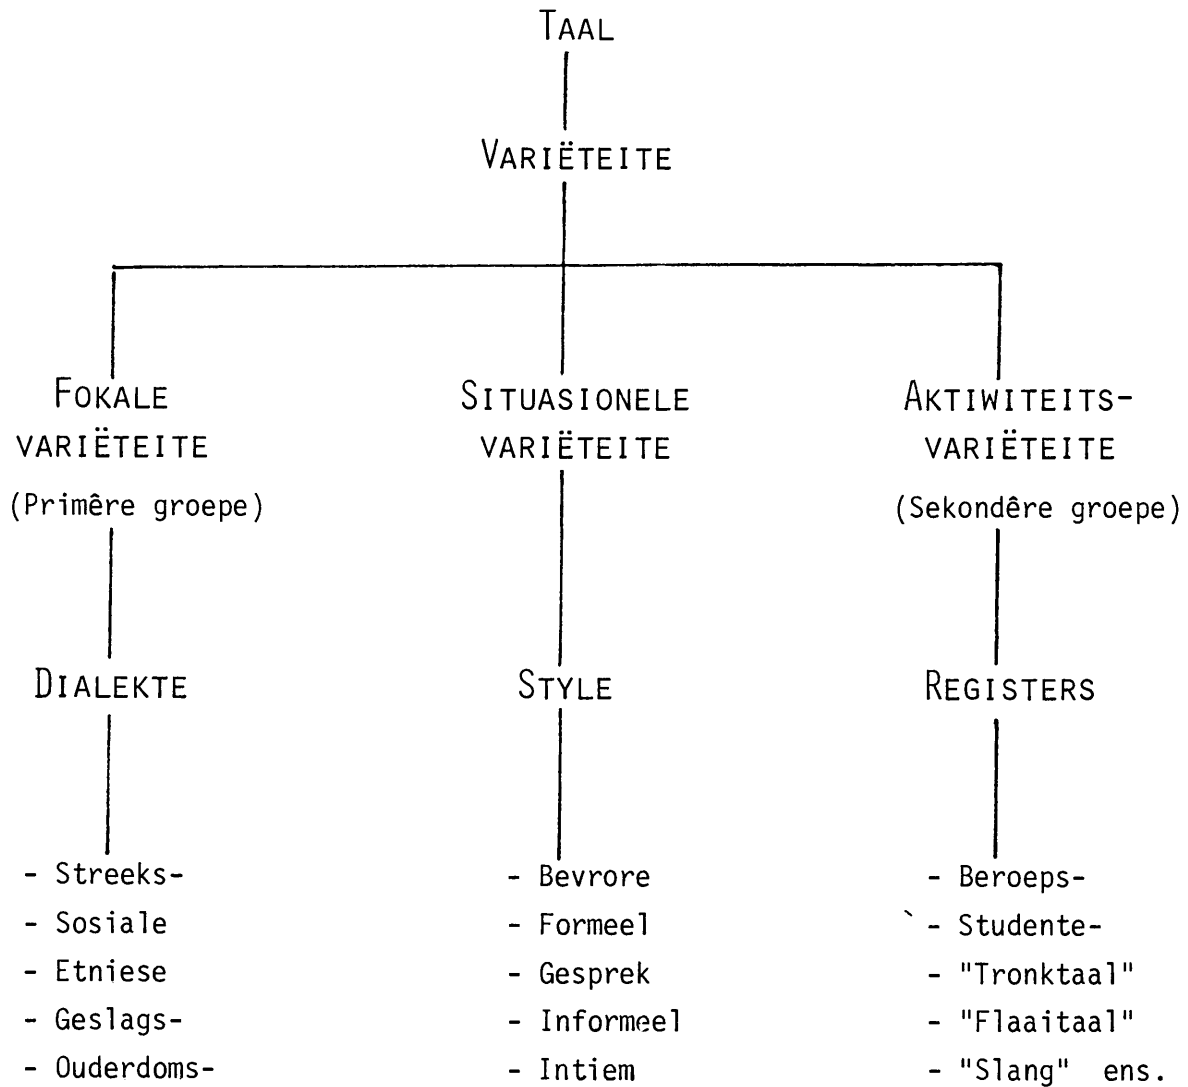 TAAL
VARIËTEITE
FOKALE
VARIËTEITE
(Primêre groepe)
SITUASIONELE
VARIËTEITE
AKTIWITEITS-
VARIËTEITE
(Sekondêre groepe)
DIALEKTE
STYLE
REGISTERS
- Streeks-
- Sosiale
- Etniese
- Geslags-
- Ouderdoms-
- Bevrore
- Formeel
- Gesprek
- Informeel
- Intiem
- Beroeps-
- Studente-
- "Tronktaal"
- "Flaaitaal"
- "Slang" ens.